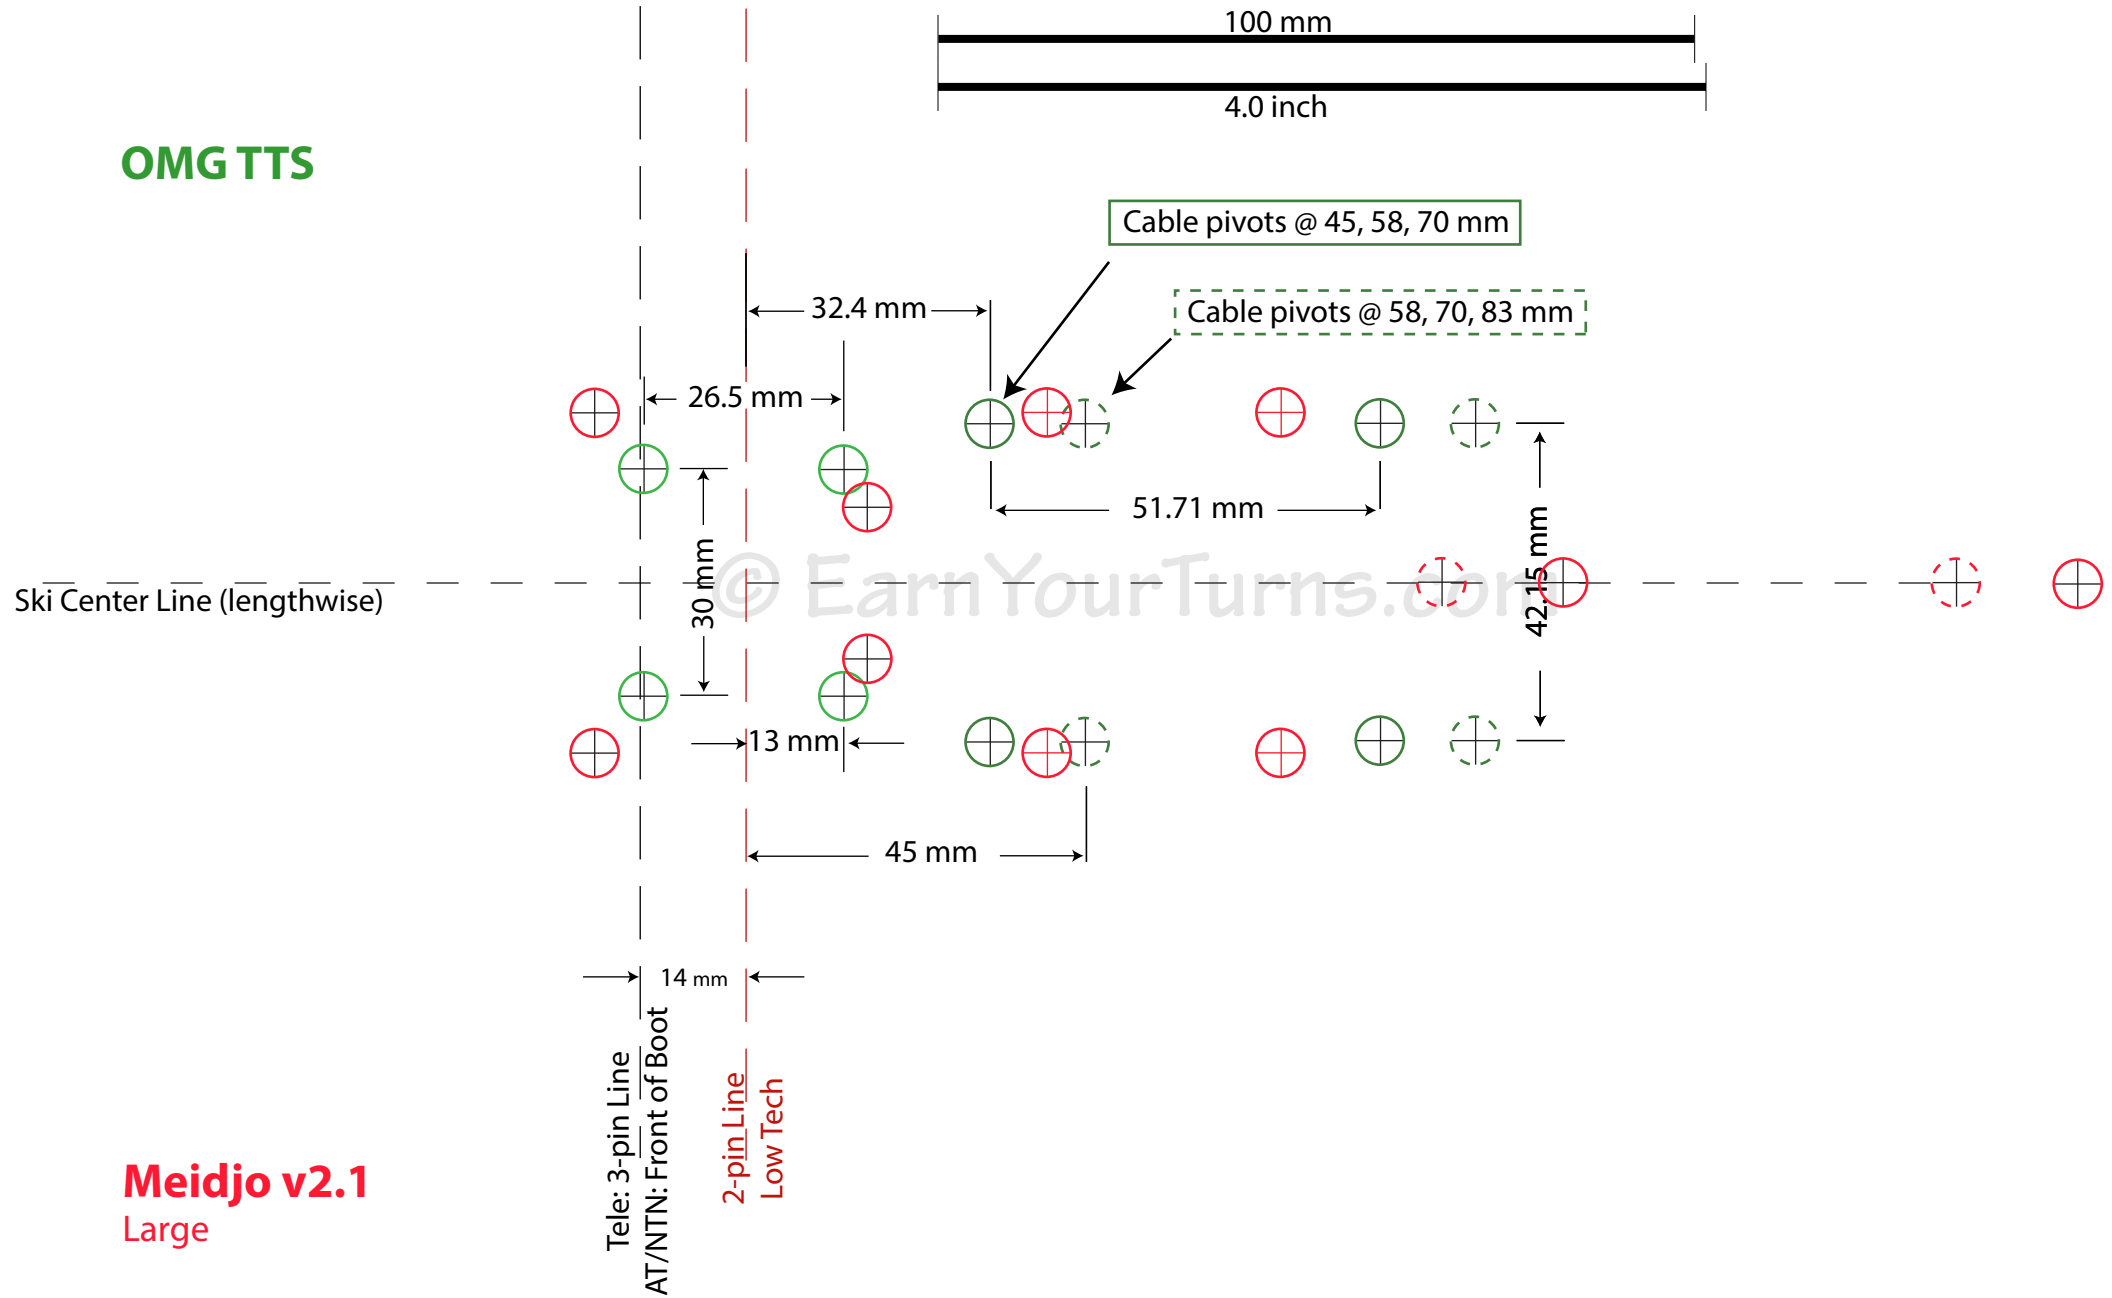 100 mm
4.0 inch
OMG TTS
Cable pivots @ 45, 58, 70 mm
32.4 mm
Cable pivots @ 58, 70, 83 mm
26.5 mm
51.71 mm
30 mm
42.15 mm
© EarnYourTurns.com
Ski Center Line (lengthwise)
13 mm
45 mm
14 mm
Tele: 3-pin Line
AT/NTN: Front of Boot
2-pin Line
Low Tech
Meidjo v2.1
Large